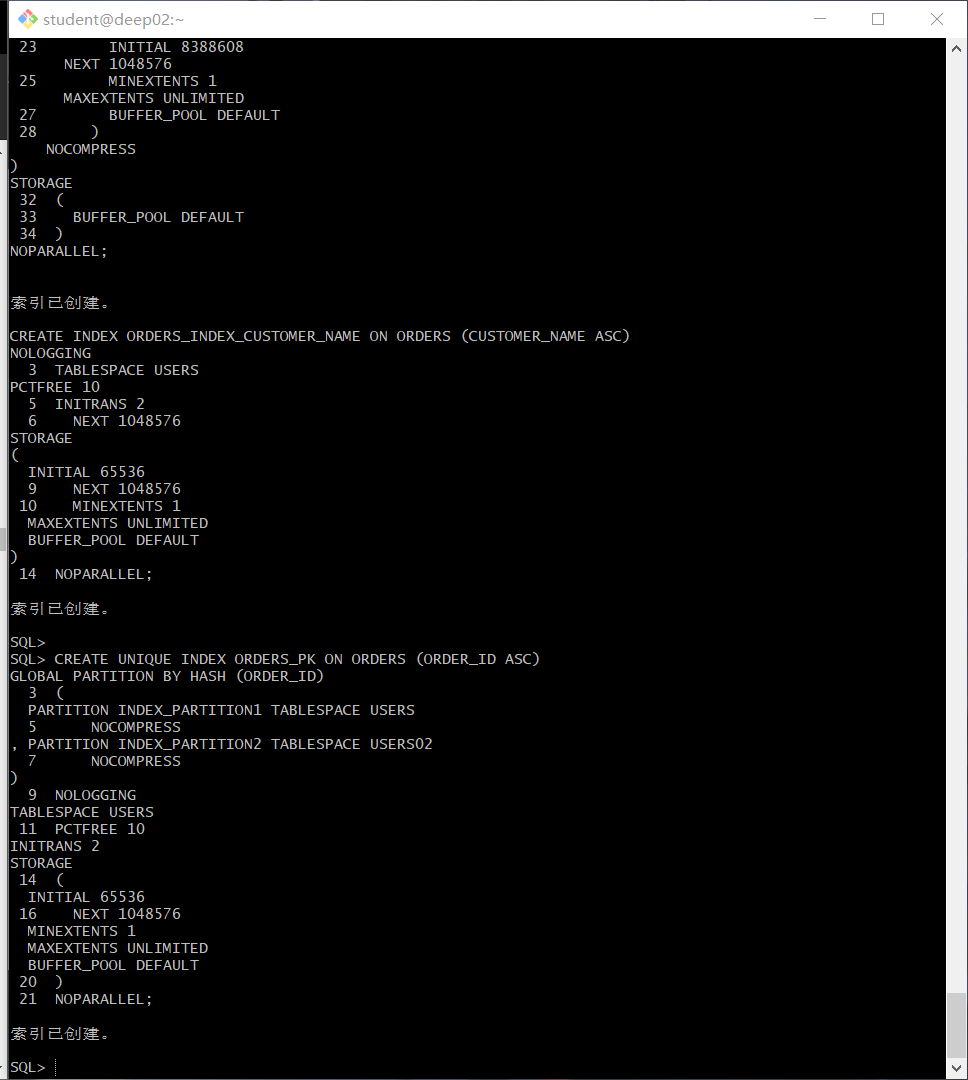 student@deep02:~
 23        INITIAL 8388608
      NEXT 1048576
 25        MINEXTENTS 1
      MAXEXTENTS UNLIMITED
 27        BUFFER_POOL DEFAULT
 28      )
    NOCOMPRESS
)
STORAGE
 32  (
 33    BUFFER_POOL DEFAULT
 34  )
NOPARALLEL;
索引已创建。
CREATE INDEX ORDERS_INDEX_CUSTOMER_NAME ON ORDERS (CUSTOMER_NAME ASC)
NOLOGGING
  3  TABLESPACE USERS
PCTFREE 10
  5  INITRANS 2
  6    NEXT 1048576
STORAGE
(
  INITIAL 65536
  9    NEXT 1048576
 10    MINEXTENTS 1
  MAXEXTENTS UNLIMITED
  BUFFER_POOL DEFAULT
)
 14  NOPARALLEL;
索引已创建。
SQL>
SQL> CREATE UNIQUE INDEX ORDERS_PK ON ORDERS (ORDER_ID ASC)
GLOBAL PARTITION BY HASH (ORDER_ID)
  3  (
  PARTITION INDEX_PARTITION1 TABLESPACE USERS
  5      NOCOMPRESS
, PARTITION INDEX_PARTITION2 TABLESPACE USERS02
  7      NOCOMPRESS
)
  9  NOLOGGING
TABLESPACE USERS
 11  PCTFREE 10
INITRANS 2
STORAGE
 14  (
  INITIAL 65536
 16    NEXT 1048576
  MINEXTENTS 1
  MAXEXTENTS UNLIMITED
  BUFFER_POOL DEFAULT
 20  )
 21  NOPARALLEL;
索引已创建。
SQL>